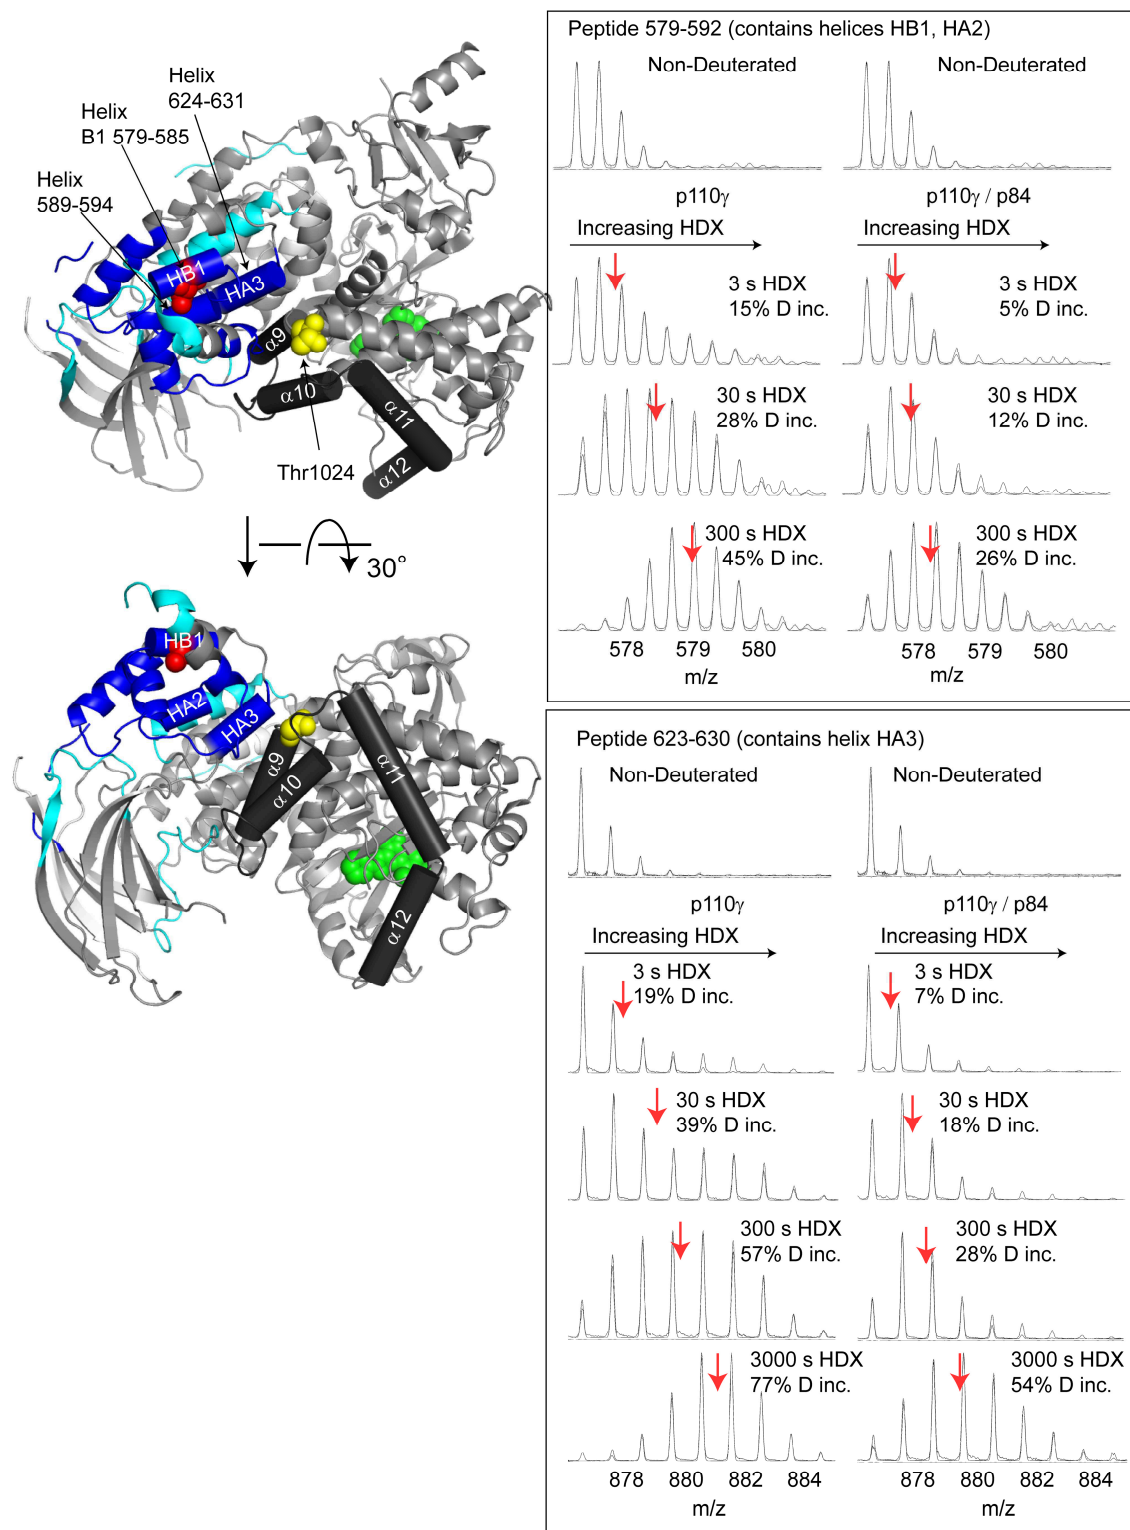 Helix
624-631
Helix
B1 579-585
Helix
589-594
HB1
HA3
α9
α10
α11
α12
Thr1024
30°
HB1
HA2
HA3
α9
α10
α11
α12
Peptide 579-592 (contains helices HB1, HA2)
Non-Deuterated
Non-Deuterated
p110γ
p110γ / p84
Increasing HDX
Increasing HDX
3 s HDX
15% D inc.
3 s HDX
5% D inc.
30 s HDX
28% D inc.
30 s HDX
12% D inc.
300 s HDX
45% D inc.
300 s HDX
26% D inc.
578 579 580
578 579 580
m/z
m/z
Peptide 623-630 (contains helix HA3)
Non-Deuterated
Non-Deuterated
p110γ
p110γ / p84
Increasing HDX
Increasing HDX
3 s HDX
19% D inc.
3 s HDX
7% D inc.
30 s HDX
39% D inc.
30 s HDX
18% D inc.
300 s HDX
57% D inc.
300 s HDX
28% D inc.
3000 s HDX
77% D inc.
3000 s HDX
54% D inc.
878 880 882 884
878 880 882 884
m/z
m/z